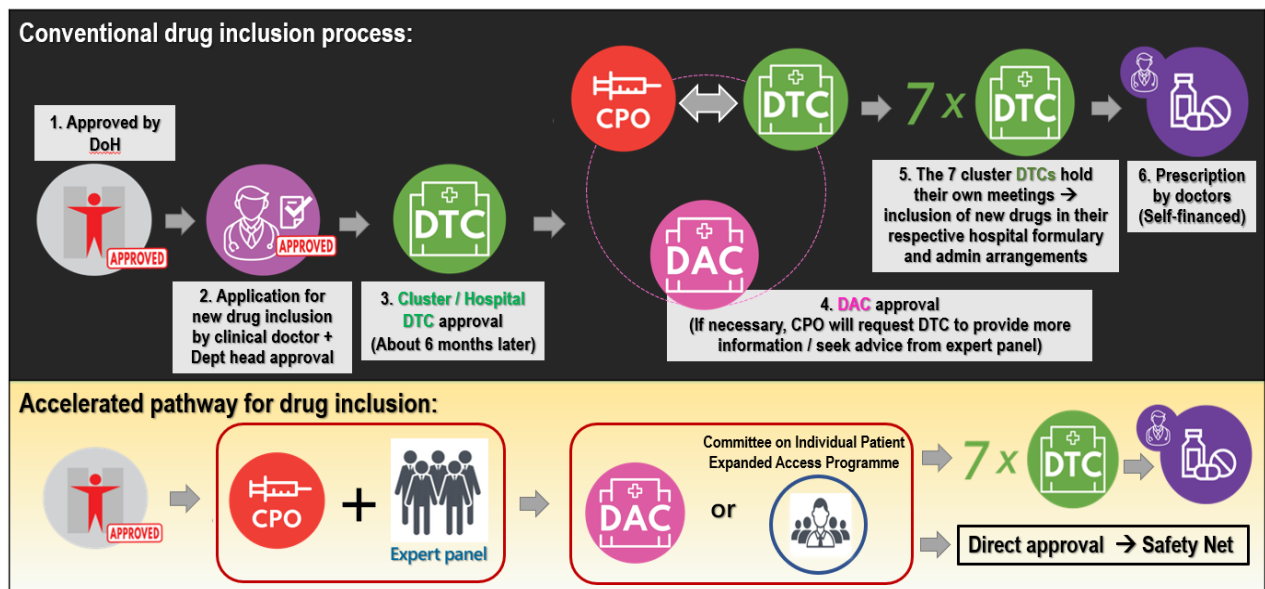 Conventional drug inclusion process:
1. Approved by
DoH
APPROVED
APPROVED
2. Application for
new drug inclusion
by clinical doctor +
Dept head approval
DTC
3. Cluster / Hospital
DTC approval
(About 6 months later)
CPO
DTC
DAC
4. DAC approval
(If necessary, CPO will request DTC to provide more
information / seek advice from expert panel)
7 x DTC
5. The 7 cluster DTCs hold
their own meetings →
inclusion of new drugs in their
respective hospital formulary
and admin arrangements
6. Prescription
by doctors
(Self-financed)
Accelerated pathway for drug inclusion:
APPROVED
CPO
+
Expert panel
DAC
or
Committee on Individual Patient
Expanded Access Programme
7 x DTC
Direct approval → Safety Net